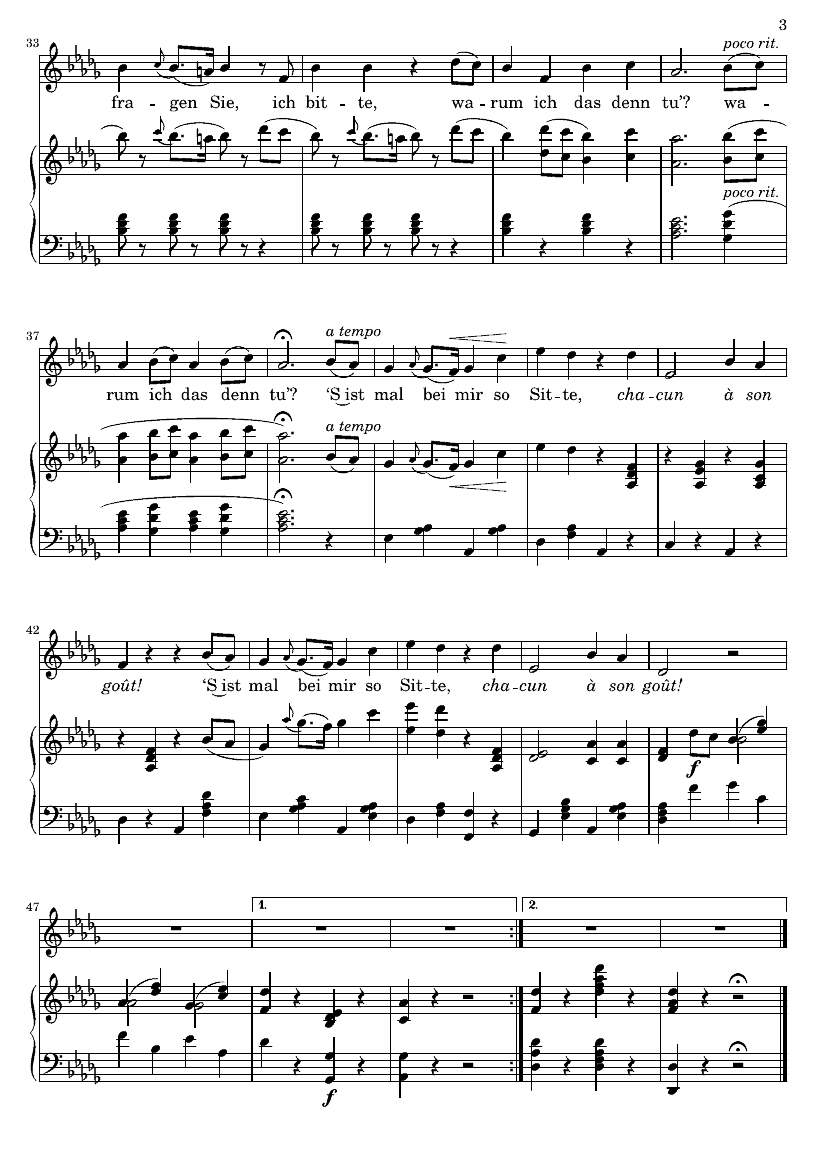 3
33
poco rit.
fra - gen Sie, ich bit - te, wa - rum ich das denn tu’? wa -
poco rit.
37
a tempo
rum ich das denn tu’? ‘S ist mal bei mir so Sit - te, cha - cun à son
a tempo
42
goût! ‘S ist mal bei mir so Sit - te, cha - cun à son goût!
f
47
1. 2.
f